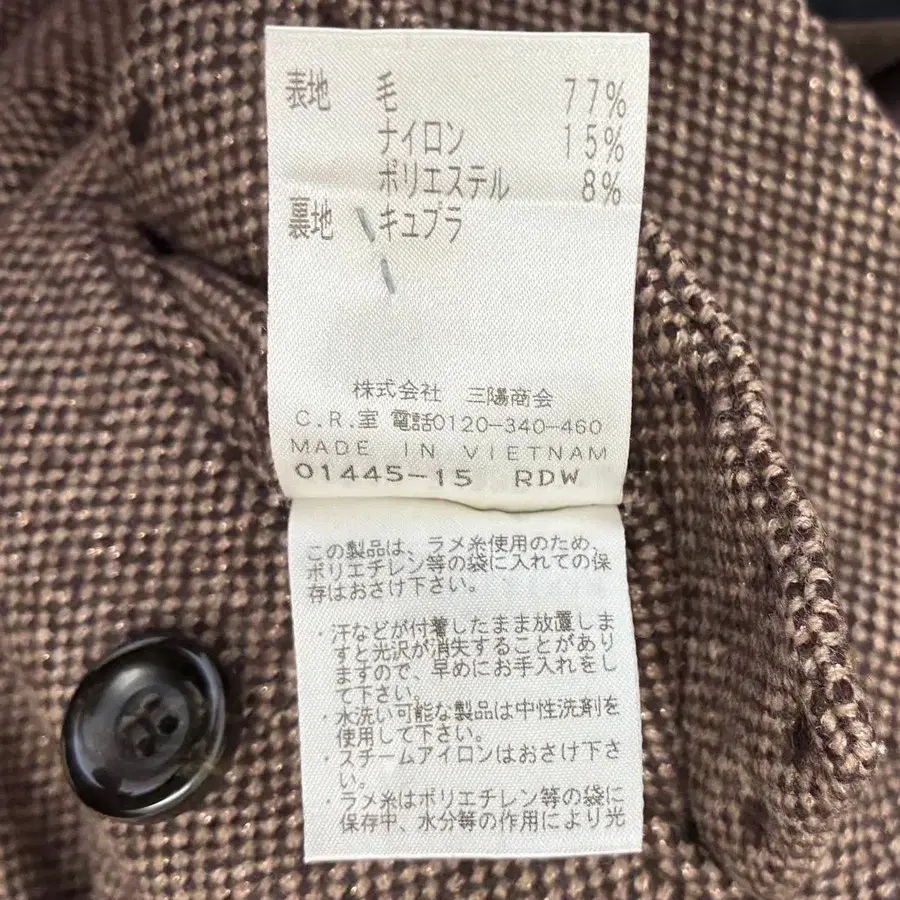 表地 毛 77%
ナイロン 15%
ポリエステル 8%
裏地 キュプラ
株式会社 三陽商会
C.R.室 電話0120-340-460
MADE IN VIETNAM
01445-15 RDW
この製品は、ラメ糸使用のため、
ポリエチレン等の袋に入れての保
存はおさけ下さい。
・汗などが付着したまま放置しま
すと光沢が消失することがあり
ますので、早めにお手入れをし
て下さい。
・水洗い可能な製品は中性洗剤を
使用して下さい。
・スチームアイロンはおさけ下さ
い。
・ラメ糸はポリエチレン等の袋に
保存中、水分等の作用により光